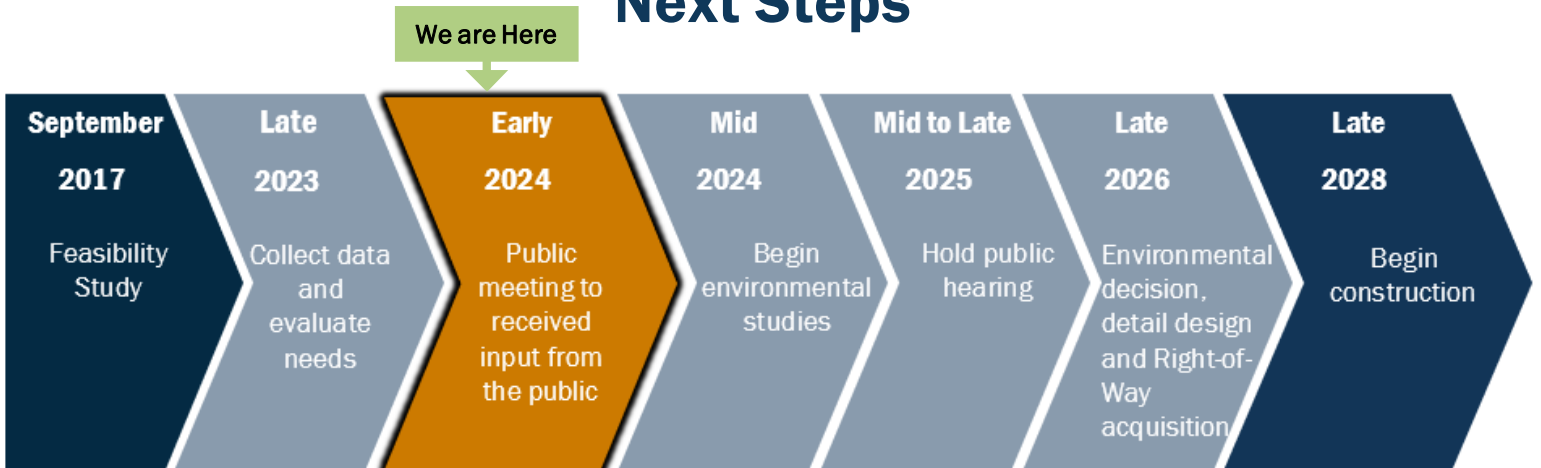 Next Steps
We are Here
September
2017
Feasibility
Study
Late
2023
Collect data
and
evaluate
needs
Early
2024
Public
meeting to
received
input from
the public
Mid
2024
Begin
environmental
studies
Mid to Late
2025
Hold public
hearing
Late
2026
Environmental
decision,
detail design
and Right-of-
Way
acquisition
Late
2028
Begin
construction